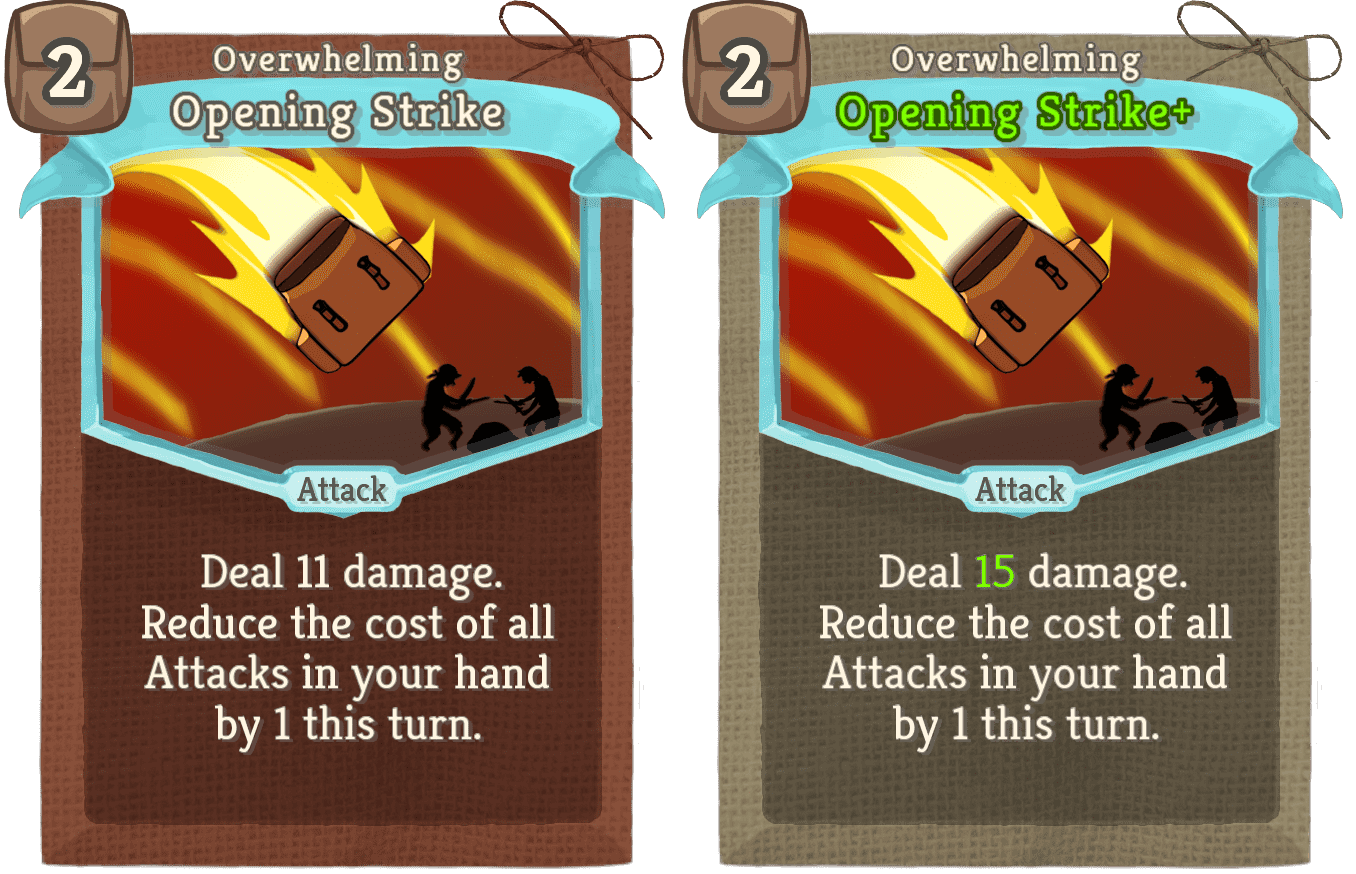 2
Overwhelming
Opening Strike
Attack
Deal 11 damage.
Reduce the cost of all
Attacks in your hand
by 1 this turn.
2
Overwhelming
Opening Strike+
Attack
Deal 15 damage.
Reduce the cost of all
Attacks in your hand
by 1 this turn.